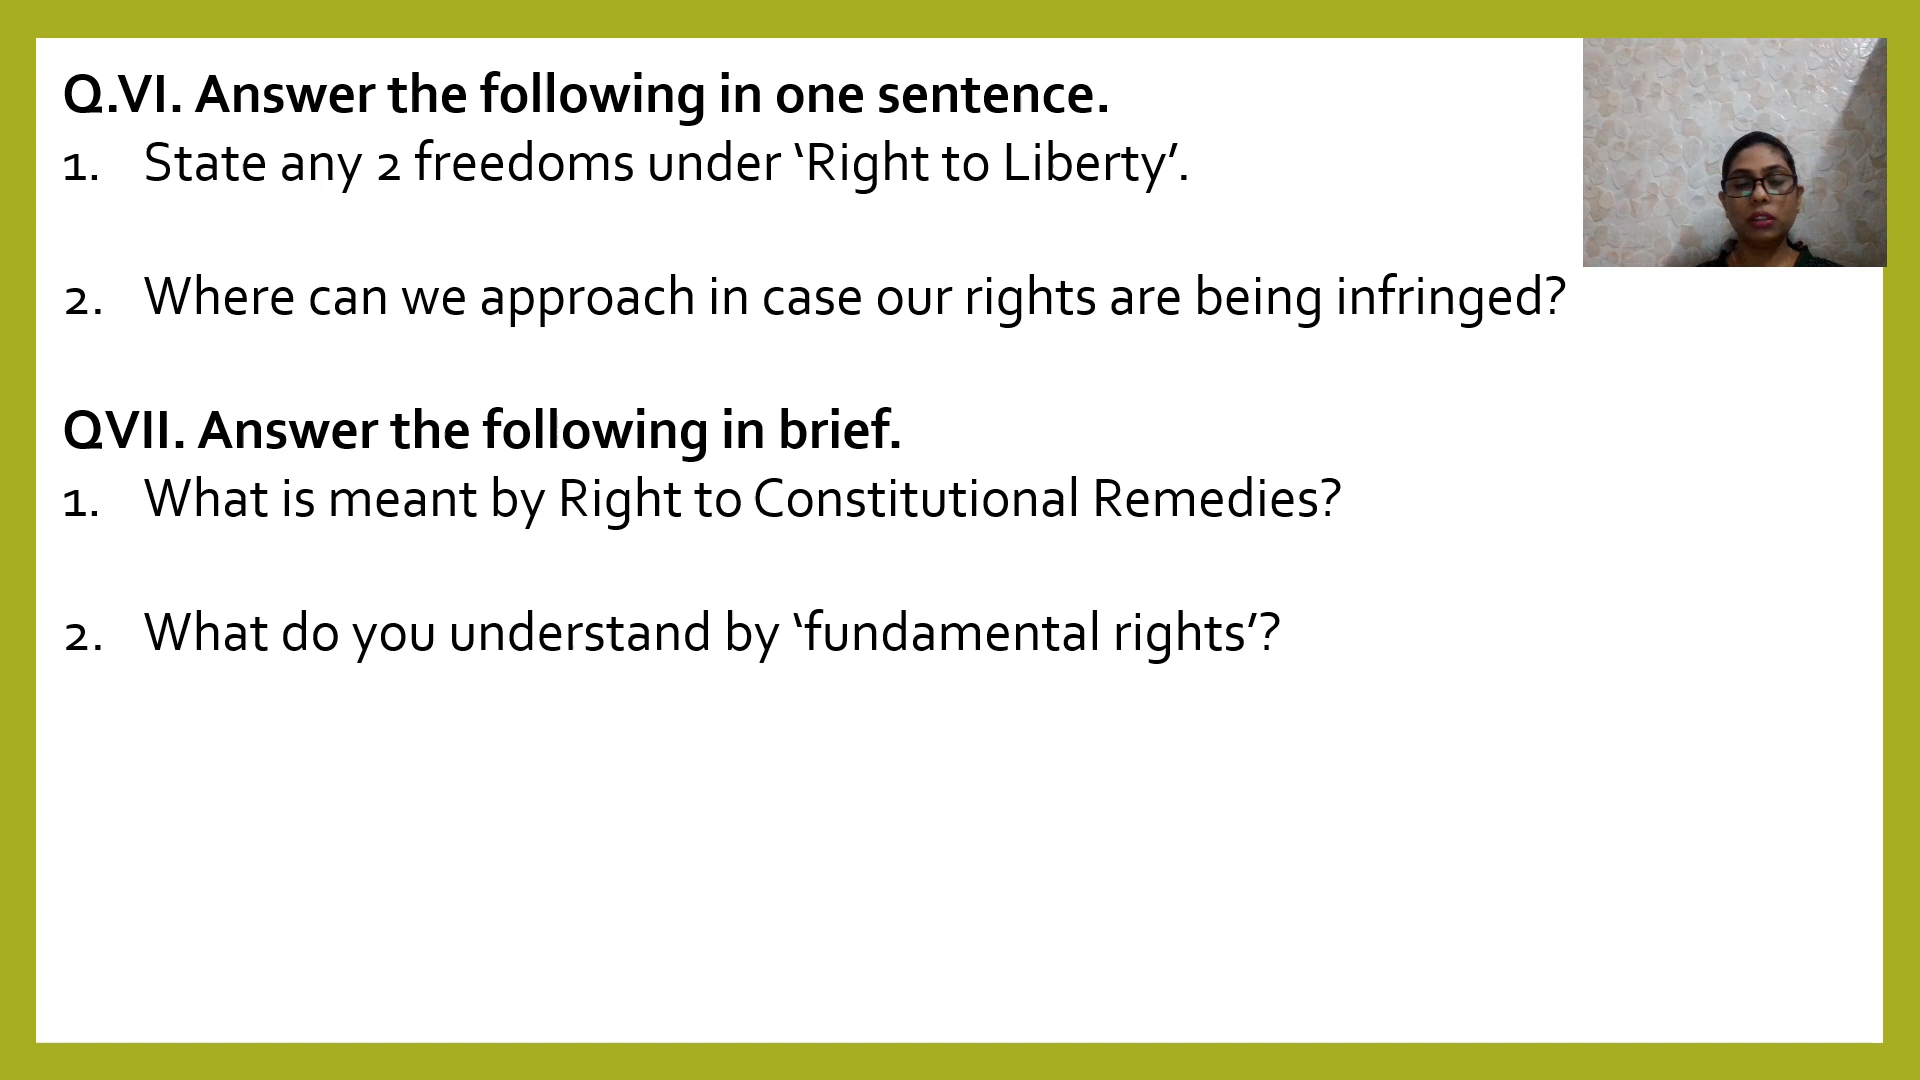 Q.VI. Answer the following in one sentence.
1. State any 2 freedoms under ‘Right to Liberty’.
2. Where can we approach in case our rights are being infringed?
QVII. Answer the following in brief.
1. What is meant by Right to Constitutional Remedies?
2. What do you understand by ‘fundamental rights’?